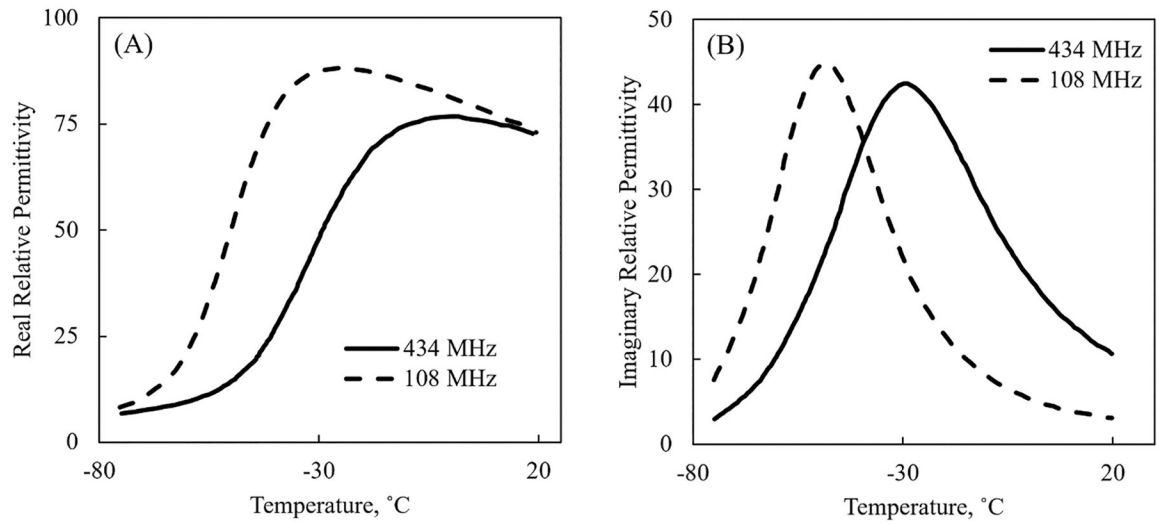 (A)
100
75
50
25
0
-80
-30
20
Real Relative Permittivity
Temperature, ˚C
434 MHz
108 MHz
(B)
50
40
30
20
10
0
-80
-30
20
Imaginary Relative Permittivity
Temperature, ˚C
434 MHz
108 MHz